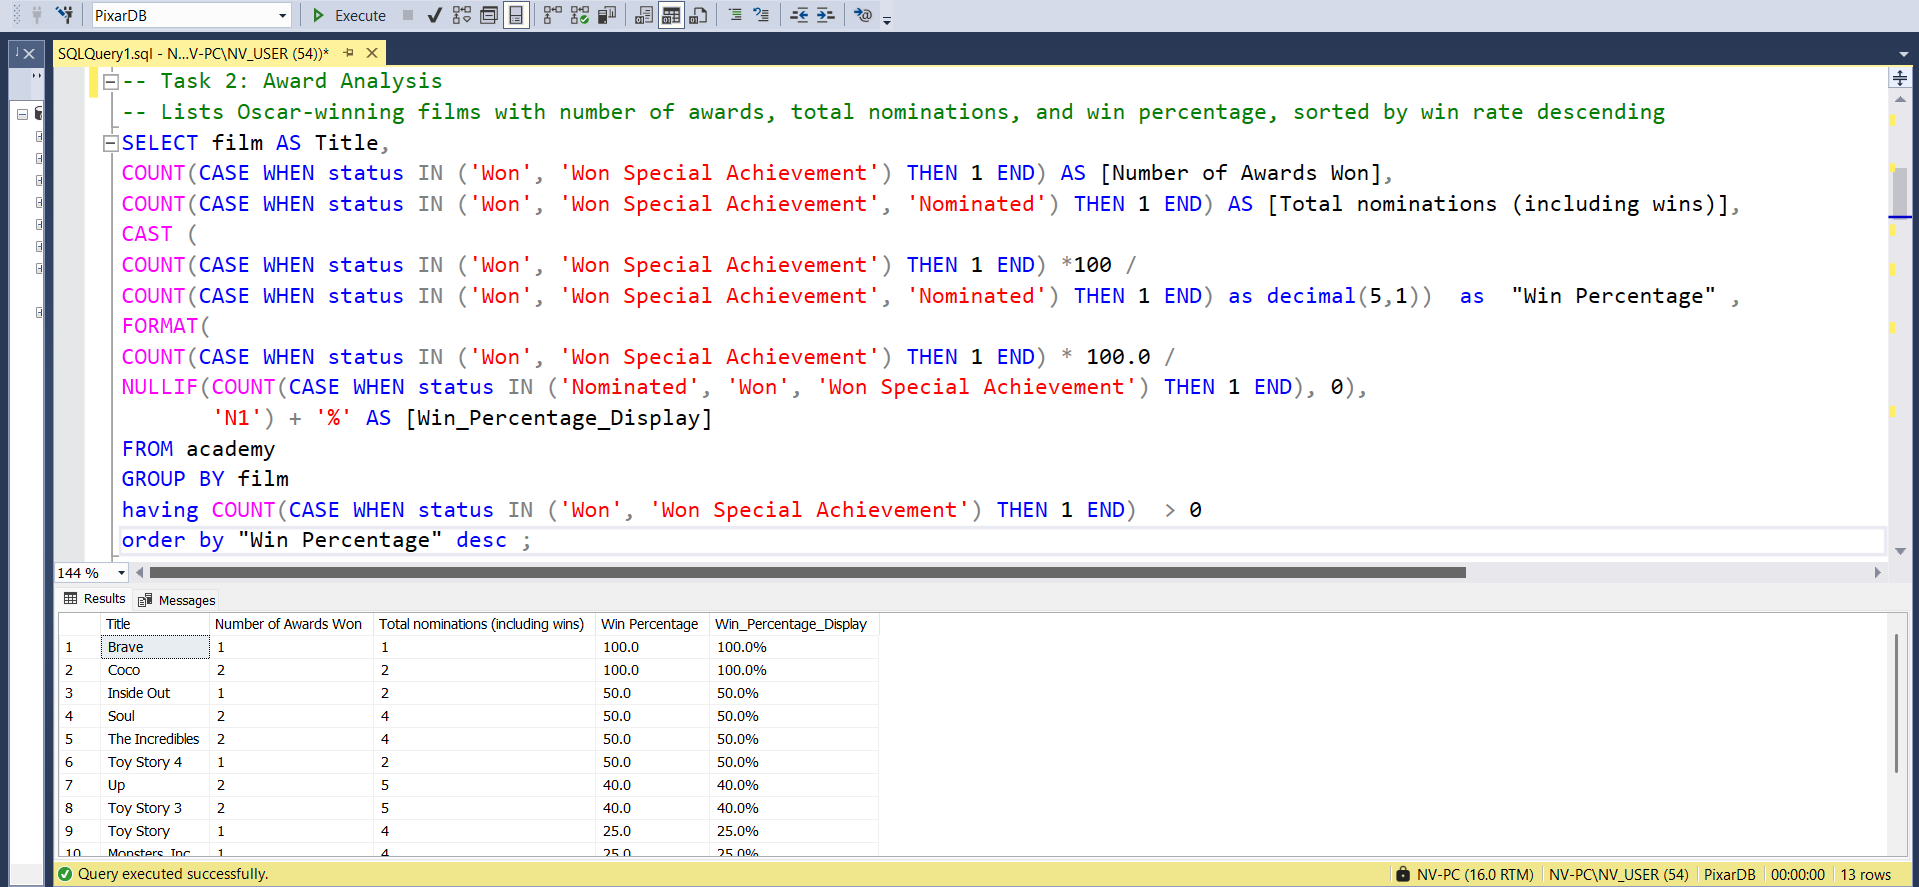 PixarDB Execute
SQLQuery1.sql - N...V-PC\NV_USER (54))*
-- Task 2: Award Analysis
-- Lists Oscar-winning films with number of awards, total nominations, and win percentage, sorted by win rate descending
SELECT film AS Title,
COUNT(CASE WHEN status IN ('Won', 'Won Special Achievement') THEN 1 END) AS [Number of Awards Won],
COUNT(CASE WHEN status IN ('Won', 'Won Special Achievement', 'Nominated') THEN 1 END) AS [Total nominations (including wins)],
CAST (
COUNT(CASE WHEN status IN ('Won', 'Won Special Achievement') THEN 1 END) *100 /
COUNT(CASE WHEN status IN ('Won', 'Won Special Achievement', 'Nominated') THEN 1 END) as decimal(5,1))  as  "Win Percentage" ,
FORMAT(
COUNT(CASE WHEN status IN ('Won', 'Won Special Achievement') THEN 1 END) * 100.0 /
NULLIF(COUNT(CASE WHEN status IN ('Nominated', 'Won', 'Won Special Achievement') THEN 1 END), 0),
'N1') + '%' AS [Win_Percentage_Display]
FROM academy
GROUP BY film
having COUNT(CASE WHEN status IN ('Won', 'Won Special Achievement') THEN 1 END)  > 0
order by "Win Percentage" desc ;
144 %
Results Messages
Title Number of Awards Won Total nominations (including wins) Win Percentage Win_Percentage_Display
1 Brave 1 1 100.0 100.0%
2 Coco 2 2 100.0 100.0%
3 Inside Out 1 2 50.0 50.0%
4 Soul 2 4 50.0 50.0%
5 The Incredibles 2 4 50.0 50.0%
6 Toy Story 4 1 2 50.0 50.0%
7 Up 2 5 40.0 40.0%
8 Toy Story 3 2 5 40.0 40.0%
9 Toy Story 1 4 25.0 25.0%
10 Monsters, Inc. 1 4 25.0 25.0%
Query executed successfully. NV-PC (16.0 RTM) NV-PC\NV_USER (54) PixarDB 00:00:00 13 rows